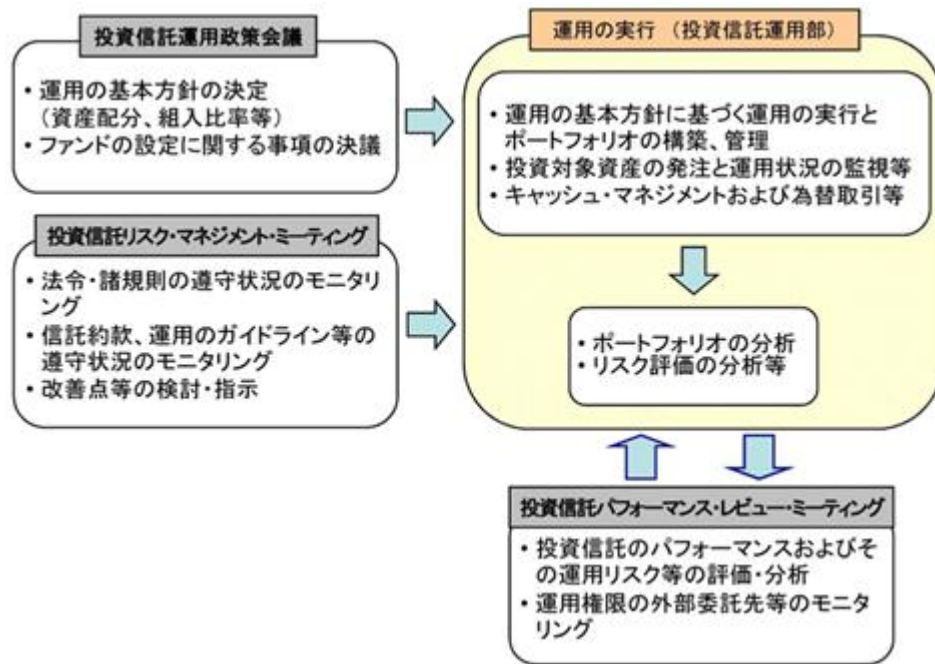 投資信託運用政策会議
・運用の基本方針の決定
(資産配分、組入比率等)
・ファンドの設定に関する事項の決議
投資信託リスク・マネジメント・ミーティング
・法令・諸規則の遵守状況のモニタリ
ング
・信託約款、運用のガイドライン等の
遵守状況のモニタリング
・改善点等の検討・指示
運用の実行 (投資信託運用部)
・運用の基本方針に基づく運用の実行と
ポートフォリオの構築、管理
・投資対象資産の発注と運用状況の監視等
・キャッシュ・マネジメントおよび為替取引等
・ポートフォリオの分析
・リスク評価の分析等
投資信託パフォーマンス・レビュー・ミーティング
・投資信託のパフォーマンスおよびそ
の運用リスク等の評価・分析
・運用権限の外部委託先等のモニタ
リング